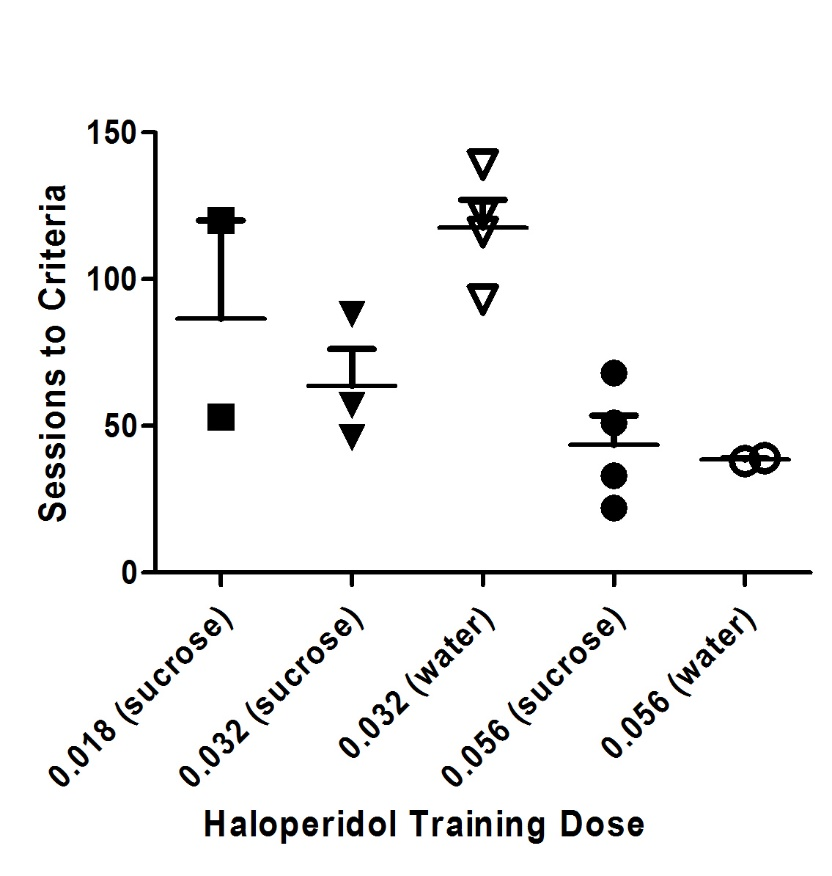 150
100
50
0
Sessions to Criteria
0.018 (sucrose)
0.032 (sucrose)
0.032 (water)
0.056 (sucrose)
0.056 (water)
Haloperidol Training Dose